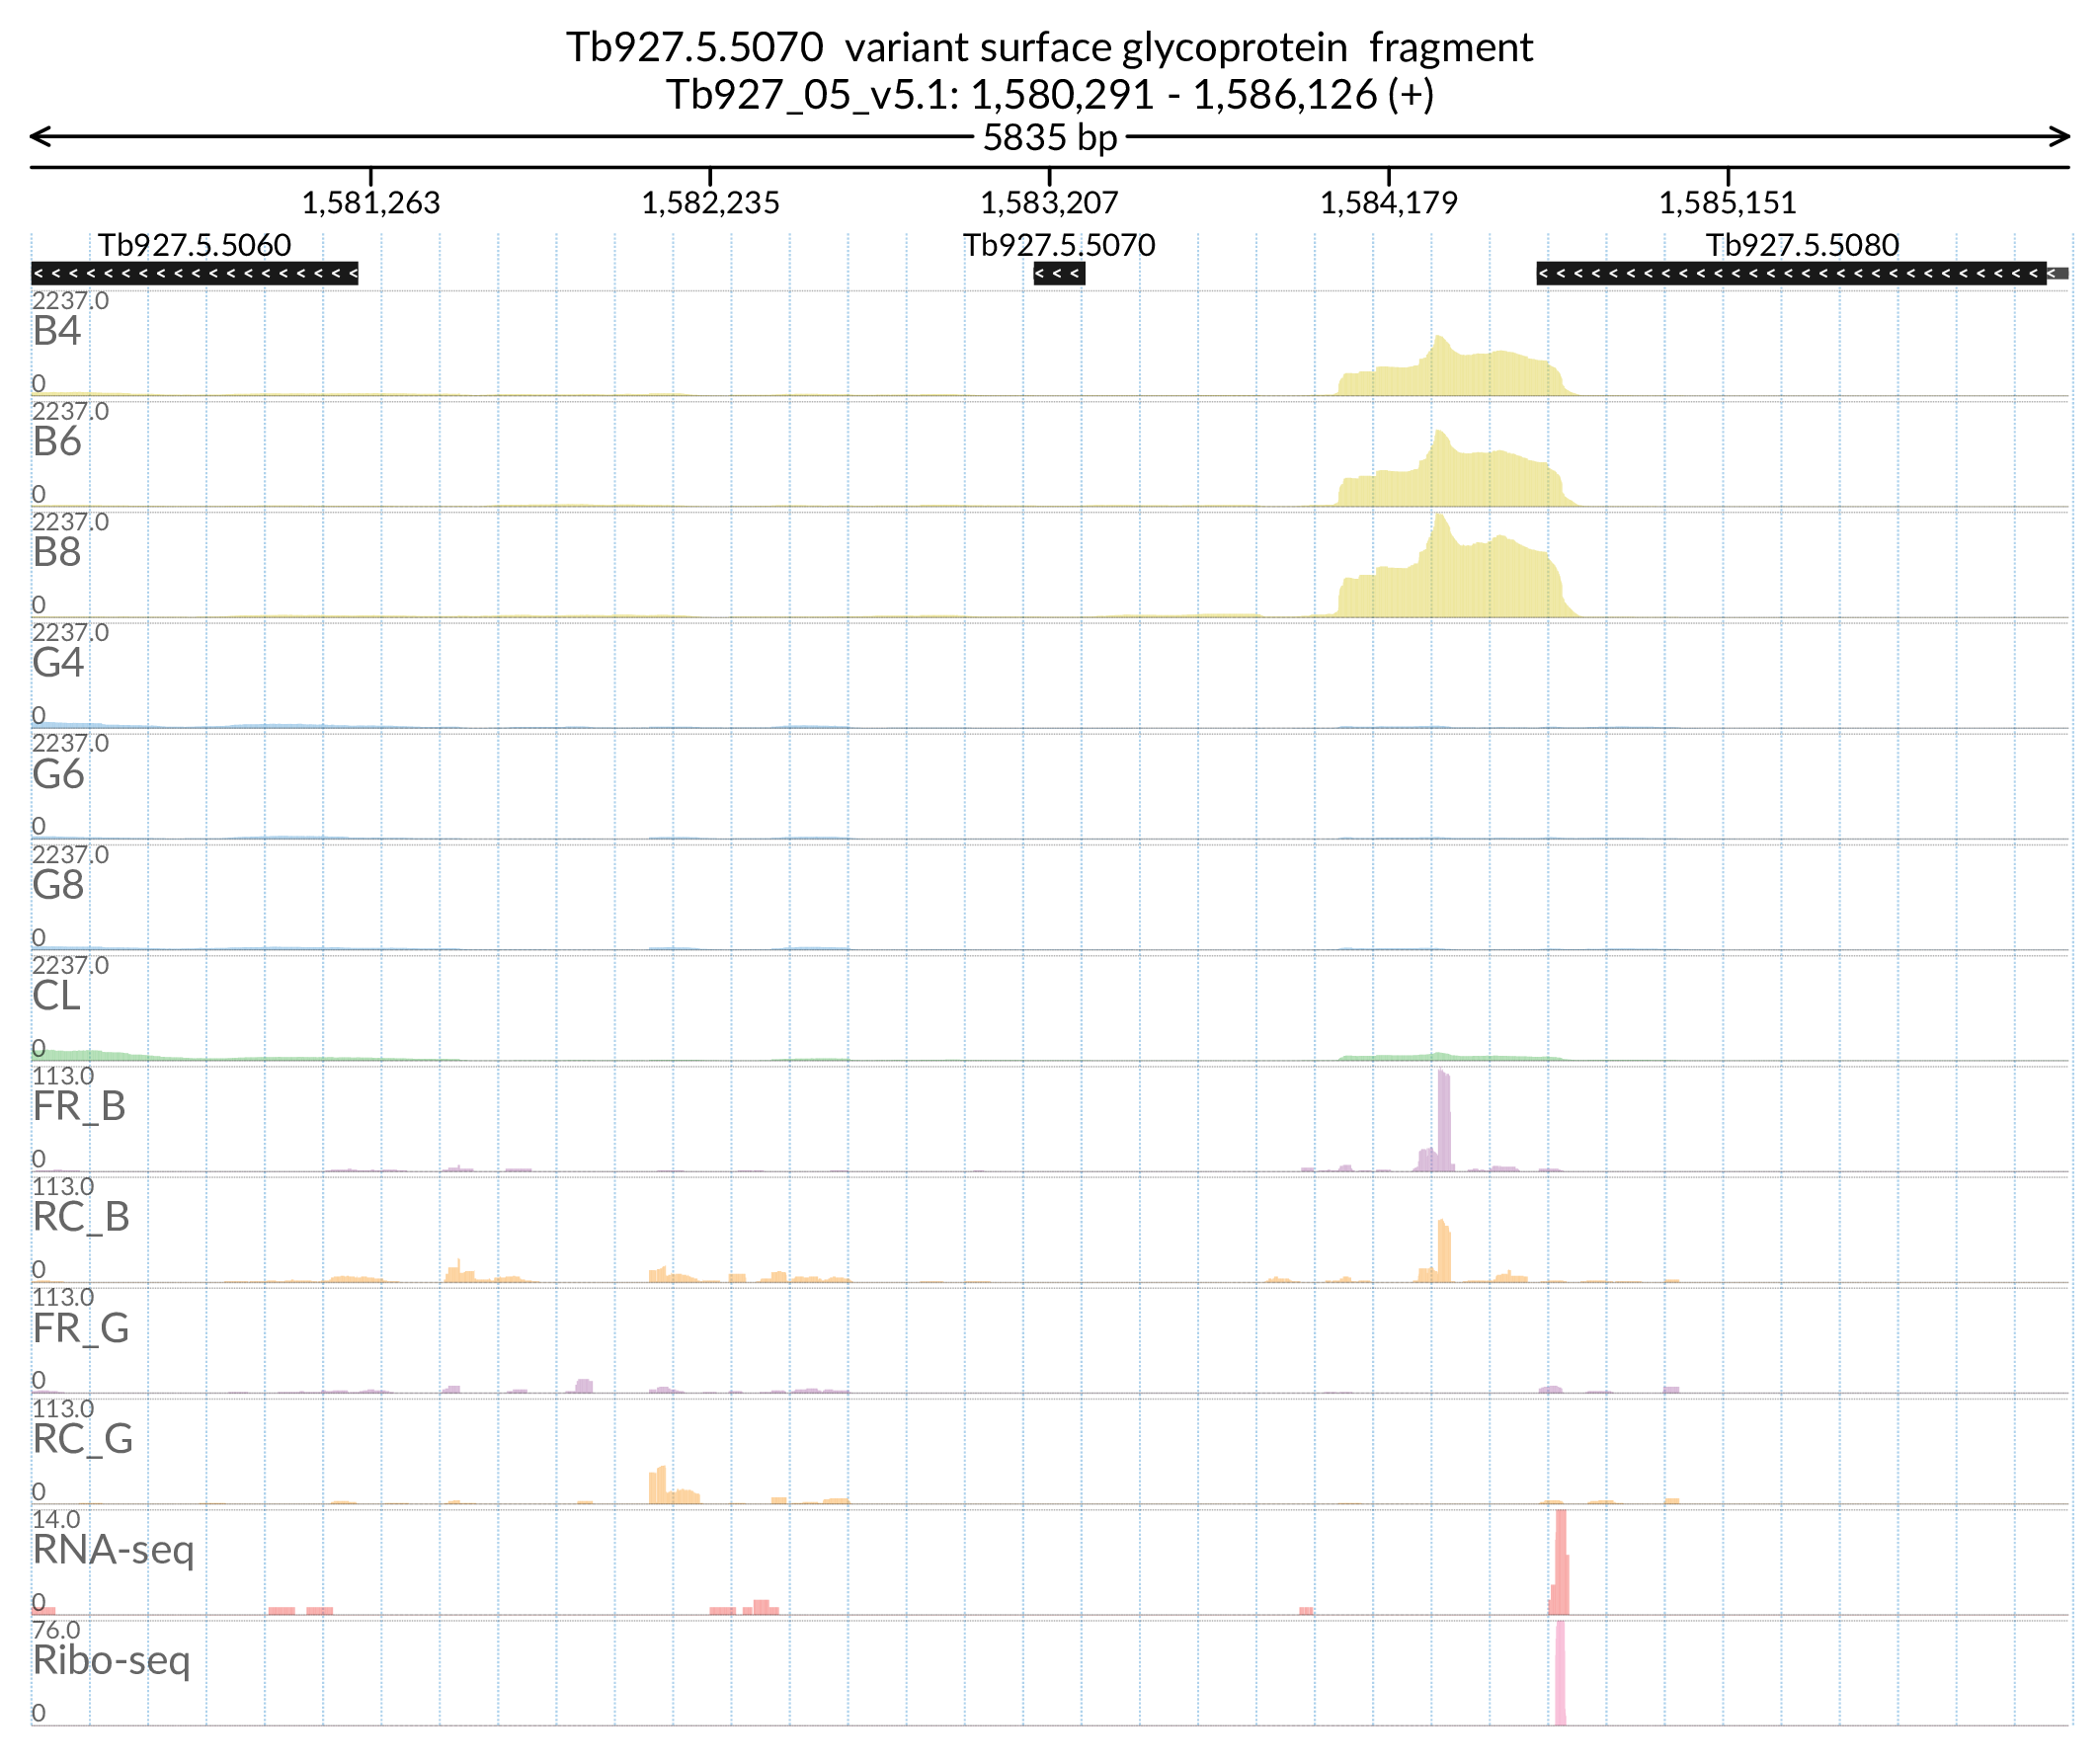 Tb927.5.5070 variant surface glycoprotein fragment
Tb927_05_v5.1: 1,580,291 - 1,586,126 (+)
5835 bp
1,581,263 1,582,235 1,583,207 1,584,179 1,585,151
Tb927.5.5060 Tb927.5.5070 Tb927.5.5080
2237.0
B4
0
2237.0
B6
0
2237.0
B8
0
2237.0
G4
0
2237.0
G6
0
2237.0
G8
0
2237.0
CL
0
113.0
FR_B
0
113.0
RC_B
0
113.0
FR_G
0
113.0
RC_G
0
14.0
RNA-seq
0
76.0
Ribo-seq
0